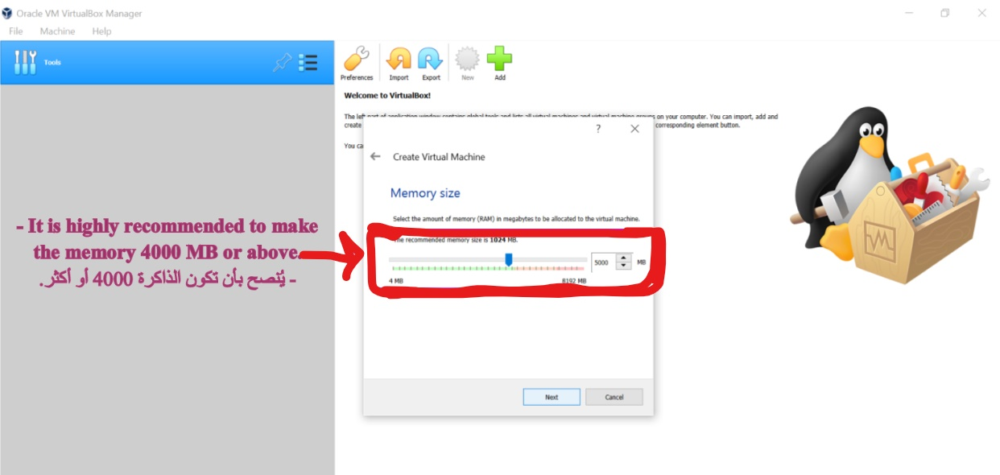 Oracle VM VirtualBox Manager
File Machine Help
Tools
Preferences Import Export New Add
Welcome to VirtualBox!
The left part of application window contains global tools and lists all virtual machines and virtual machine groups on your computer. You can import, add and
create corresponding element button.
You ca
? 
Create Virtual Machine
Memory size
Select the amount of memory (RAM) in megabytes to be allocated to the virtual machine.
The recommended memory size is 1024 MB.
5000 MB
4 MB 8192 MB
Next Cancel
- It is highly recommended to make
the memory 4000 MB or above.
- يُنصح بأن تكون الذاكرة 4000 أو أكثر.